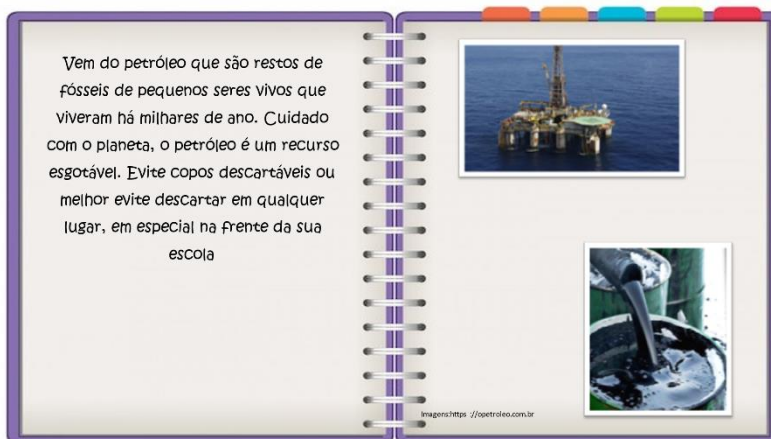 Vem do petróleo que são restos de
fósseis de pequenos seres vivos que
viveram há milhares de ano. Cuidado
com o planeta, o petróleo é um recurso
esgotável. Evite copos descartáveis ou
melhor evite descartar em qualquer
lugar, em especial na frente da sua
escola
Imagens:https ://opetroleo.com.br